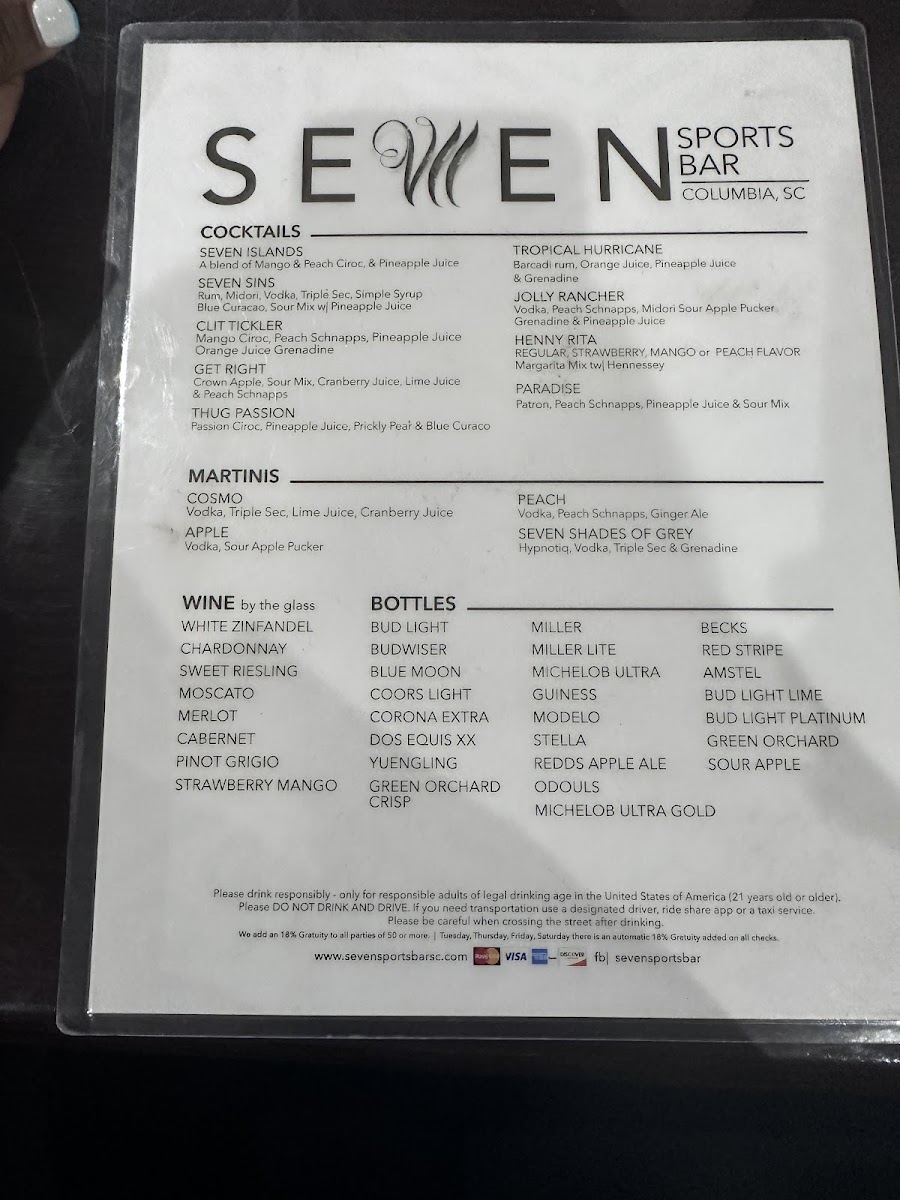 SEVEN SPORTS BAR
COLUMBIA, SC
COCKTAILS
SEVEN ISLANDS
A blend of Mango & Peach Ciroc, & Pineapple Juice
SEVEN SINS
Rum, Midori, Vodka, Triple Sec, Simple Syrup
Blue Curacao, Sour Mix w| Pineapple Juice
CLIT TICKLER
Mango Ciroc, Peach Schnapps, Pineapple Juice
Orange Juice Grenadine
GET RIGHT
Crown Apple, Sour Mix, Cranberry Juice, Lime Juice
& Peach Schnapps
THUG PASSION
Passion Ciroc, Pineapple Juice, Prickly Pear & Blue Curaco
TROPICAL HURRICANE
Barcadi rum, Orange Juice, Pineapple Juice
& Grenadine
JOLLY RANCHER
Vodka, Peach Schnapps, Midori Sour Apple Pucker
Grenadine & Pineapple Juice
HENNY RITA
REGULAR, STRAWBERRY, MANGO or PEACH FLAVOR
Margarita Mix tw| Hennessey
PARADISE
Patron, Peach Schnapps, Pineapple Juice & Sour Mix
MARTINIS
COSMO
Vodka, Triple Sec, Lime Juice, Cranberry Juice
APPLE
Vodka, Sour Apple Pucker
PEACH
Vodka, Peach Schnapps, Ginger Ale
SEVEN SHADES OF GREY
Hypnotiq, Vodka, Triple Sec & Grenadine
WINE by the glass
WHITE ZINFANDEL
CHARDONNAY
SWEET RIESLING
MOSCATO
MERLOT
CABERNET
PINOT GRIGIO
STRAWBERRY MANGO
BOTTLES
BUD LIGHT
BUDWISER
BLUE MOON
COORS LIGHT
CORONA EXTRA
DOS EQUIS XX
YUENGLING
GREEN ORCHARD
CRISP
MILLER
MILLER LITE
MICHELOB ULTRA
GUINESS
MODELO
STELLA
REDDS APPLE ALE
ODOULS
MICHELOB ULTRA GOLD
BECKS
RED STRIPE
AMSTEL
BUD LIGHT LIME
BUD LIGHT PLATINUM
GREEN ORCHARD
SOUR APPLE
Please drink responsibly - only for responsible adults of legal drinking age in the United States of America (21 years old or older).
Please DO NOT DRINK AND DRIVE. If you need transportation use a designated driver, ride share app or a taxi service.
Please be careful when crossing the street after drinking.
We add an 18% Gratuity to all parties of 50 or more. | Tuesday, Thursday, Friday, Saturday there is an automatic 18% Gratuity added on all checks.
www.sevensportsbarsc.com VISA DISCOVER fb| sevensportsbar